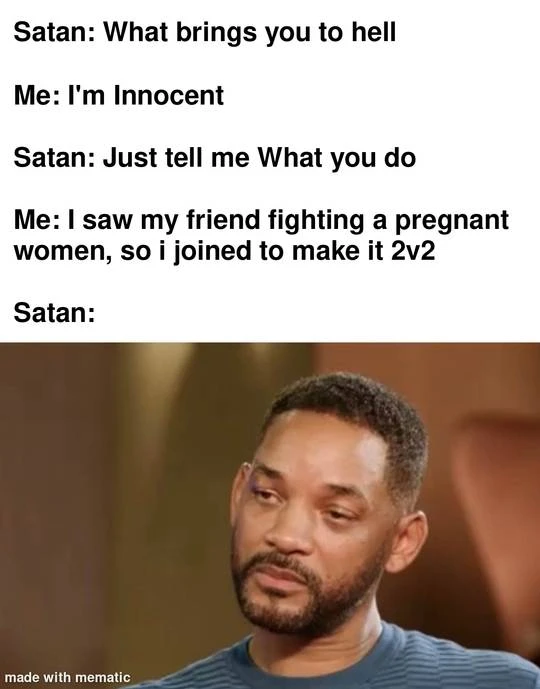 Satan: What brings you to hell
Me: I'm Innocent
Satan: Just tell me What you do
Me: I saw my friend fighting a pregnant
women, so i joined to make it 2v2
Satan:
made with mematic